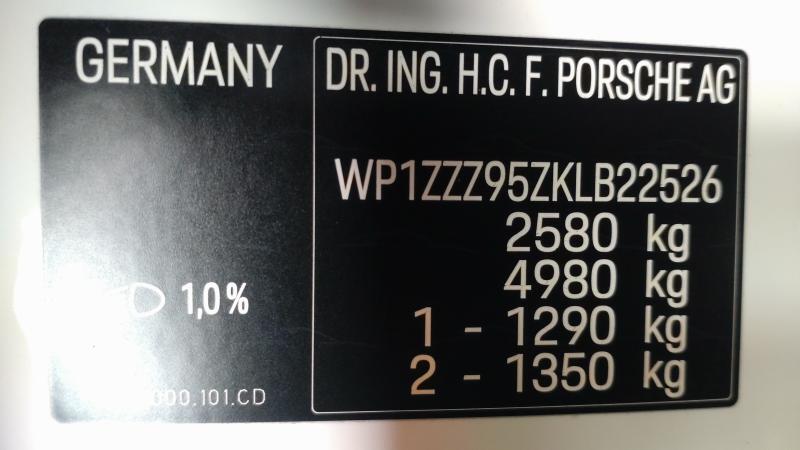 GERMANY
1,0%
000.101.CD
DR. ING. H.C. F. PORSCHE AG
WP1ZZZ95ZKLB22526
2580 kg
4980 kg
1 - 1290 kg
2 - 1350 kg